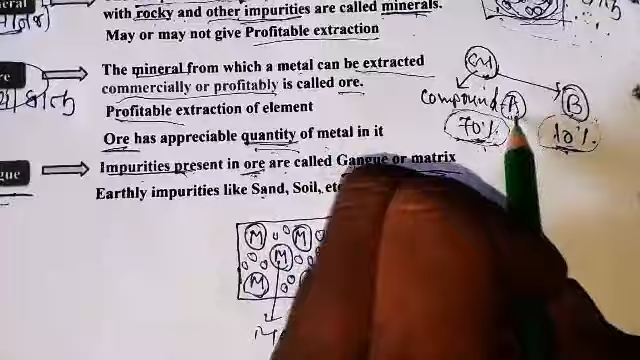 with rocky and other impurities are called minerals.
May or may not give Profitable extraction
The mineral from which a metal can be extracted
commercially or profitably is called ore.
Profitable extraction of element
Ore has appreciable quantity of metal in it
Impurities present in ore are called Gangue or matrix
Earthly impurities like Sand, Soil, etc
Compound A
B
70%
10%
M M
M
M